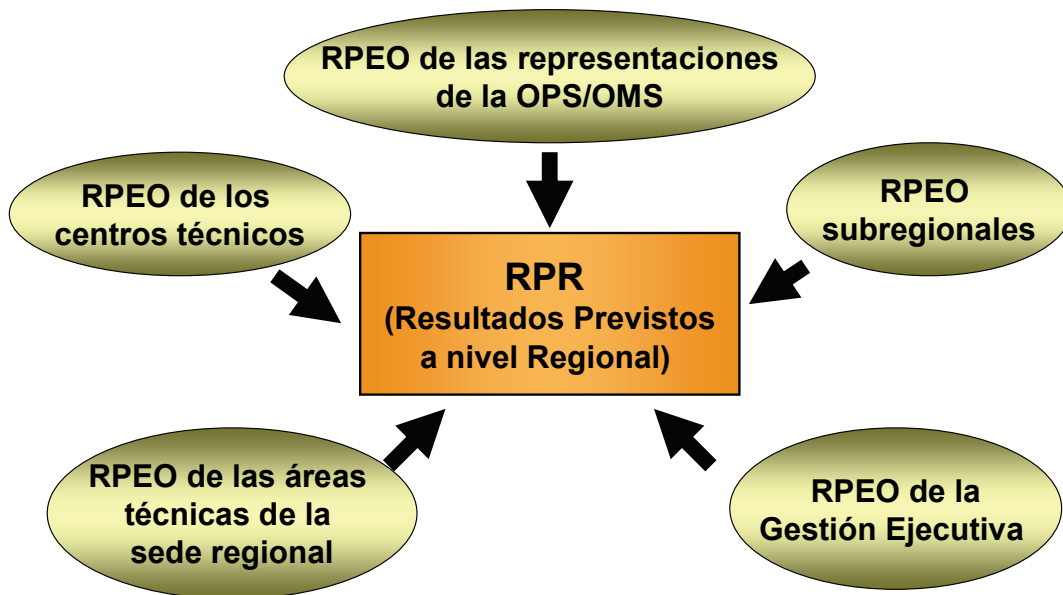 RPEO de las representaciones
de la OPS/OMS
RPEO de los
centros técnicos
RPEO
subregionales
RPR
(Resultados Previstos
a nivel Regional)
RPEO de las áreas
técnicas de la
sede regional
RPEO de la
Gestión Ejecutiva